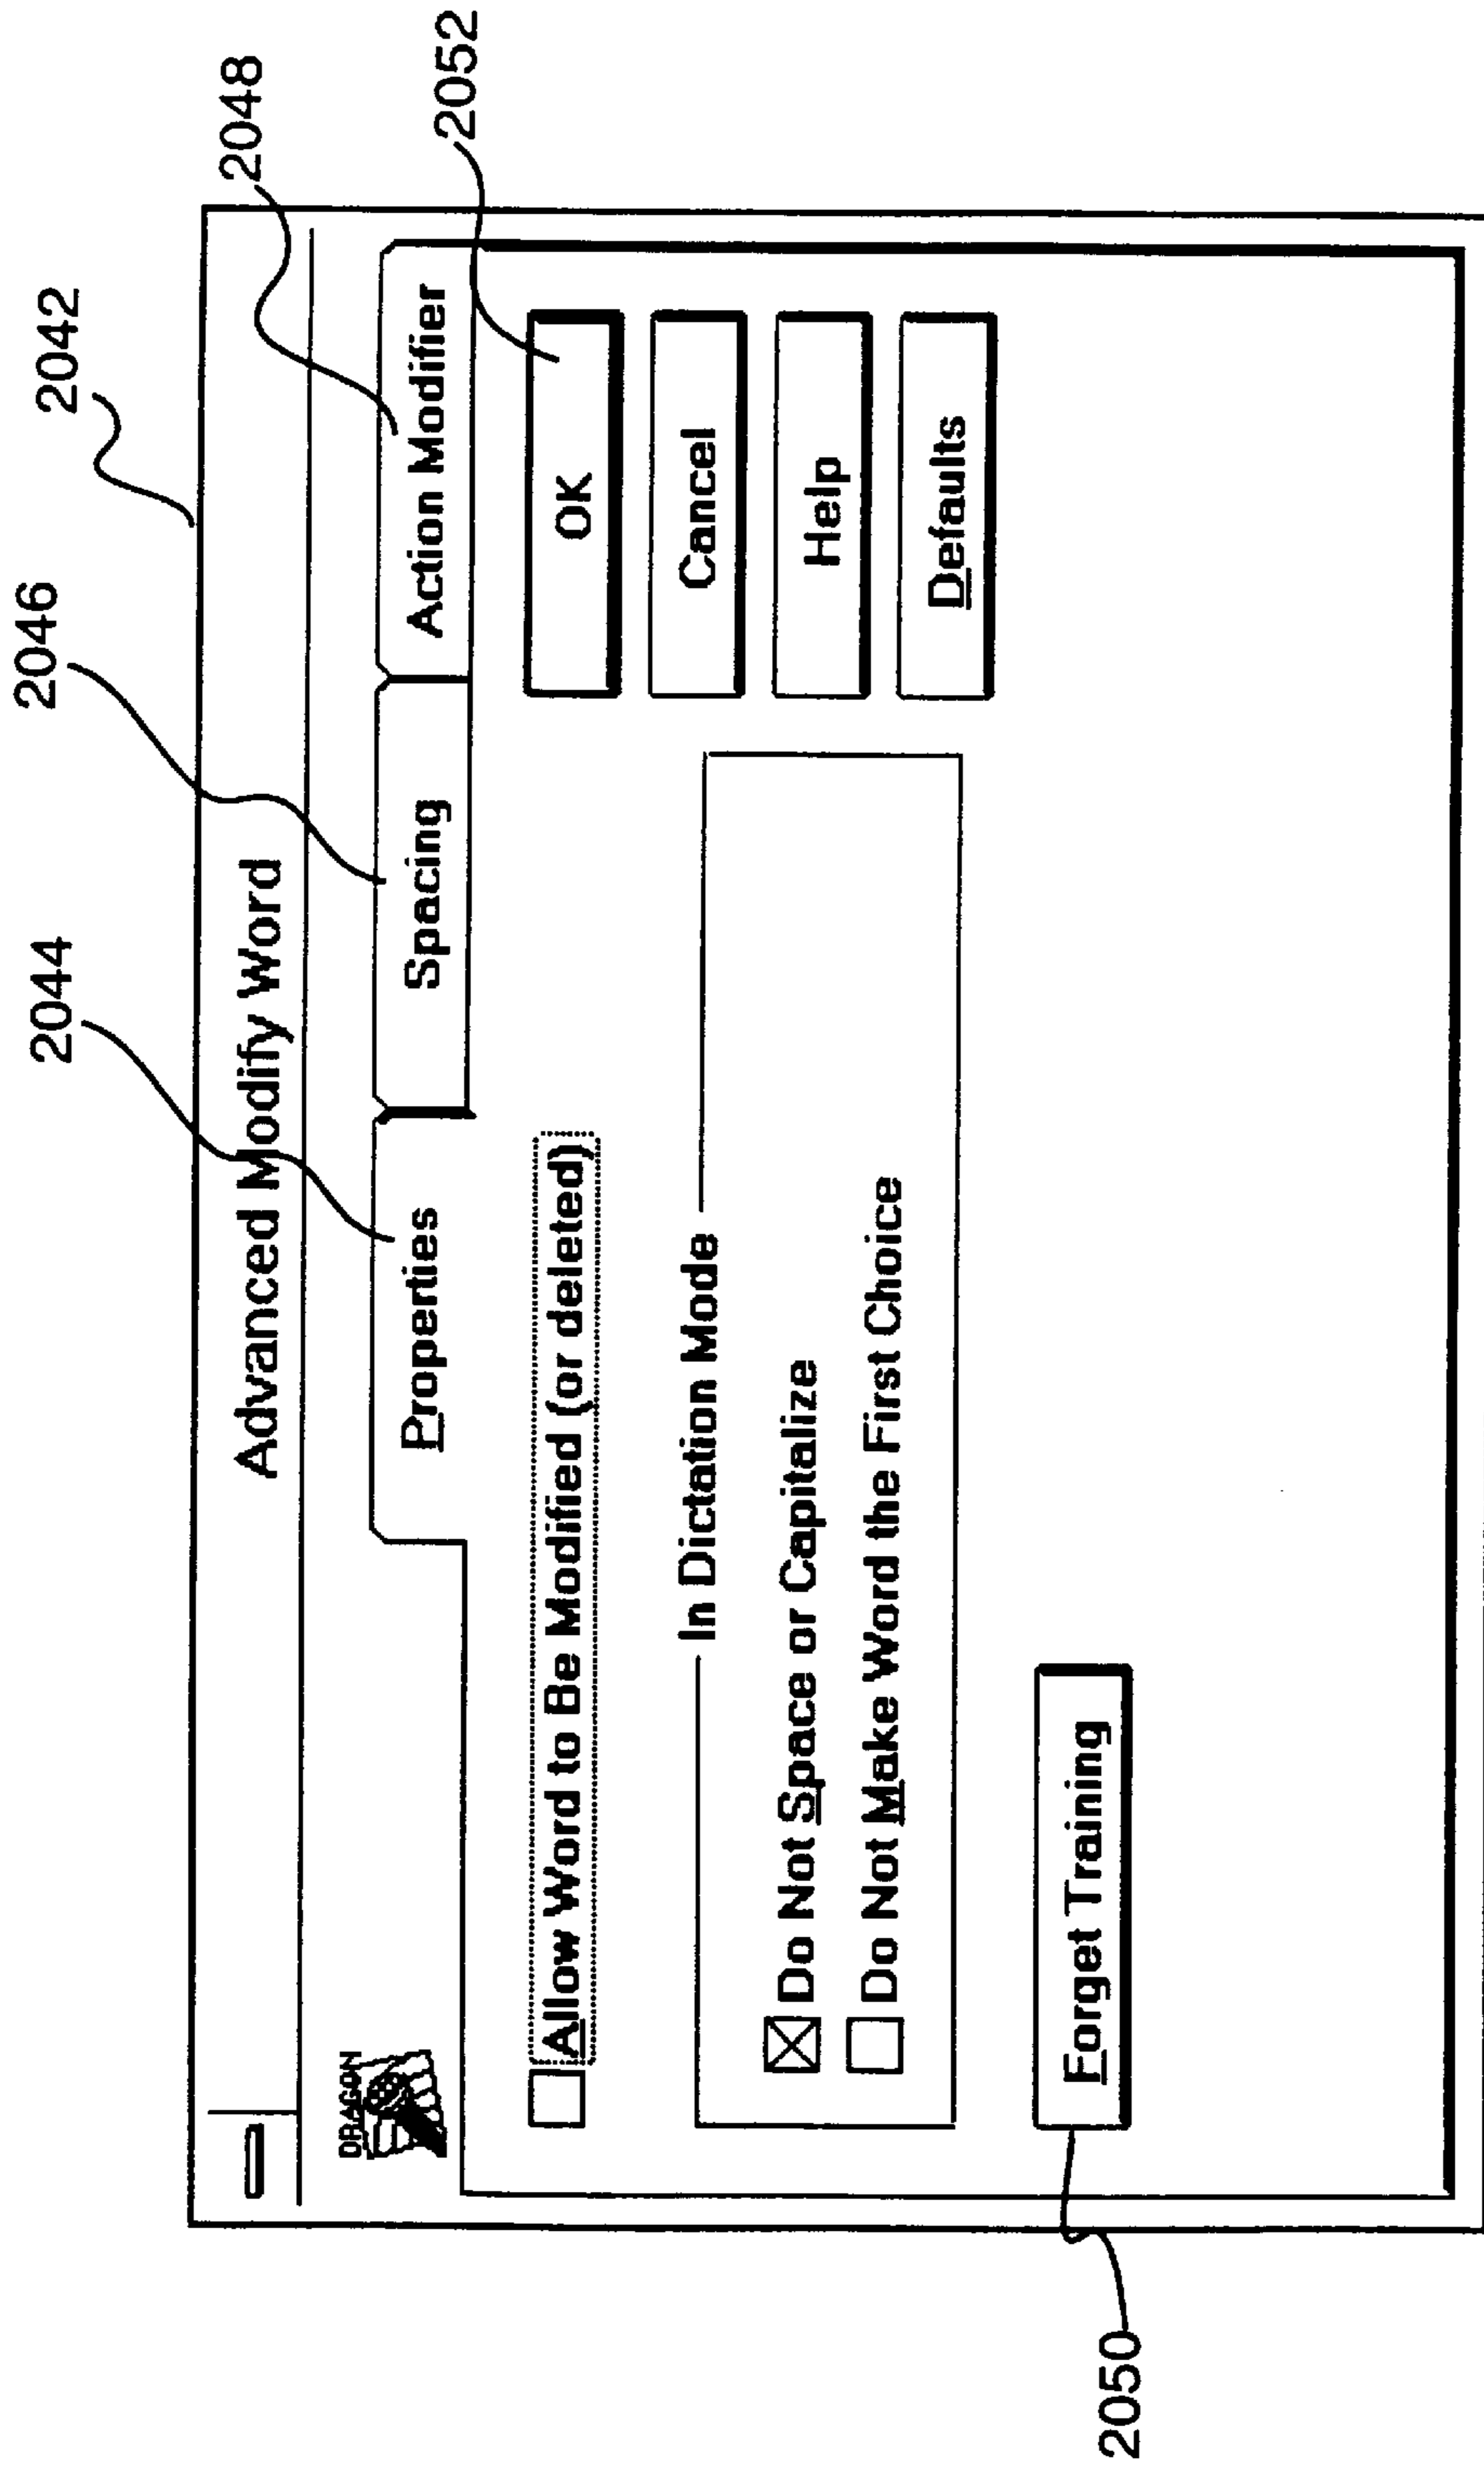 2042
2044
2046
2048
2052
Advanced Modify Word
DRAGON
Properties
Spacing
Action Modifier
Allow Word to Be Modified (or deleted)
OK
In Dictation Mode
Cancel
Do Not Space or Capitalize
Help
Do Not Make Word the First Choice
Defaults
Forget Training
2050